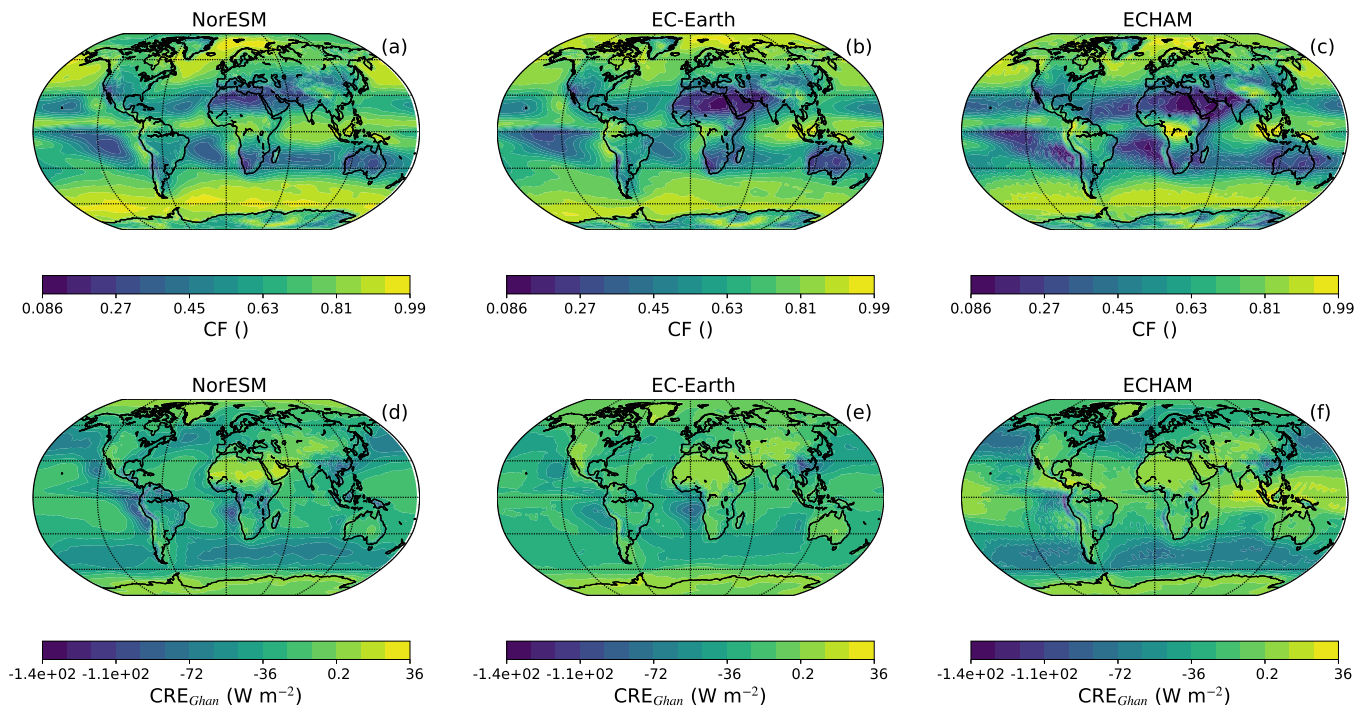 NorESM EC-Earth ECHAM
(a) (b) (c)
0.086 0.27 0.45 0.63 0.81 0.99 0.086 0.27 0.45 0.63 0.81 0.99 0.086 0.27 0.45 0.63 0.81 0.99
CF () CF () CF ()
NorESM EC-Earth ECHAM
(d) (e) (f)
-1.4e+02 -1.1e+02 -72 -36 0.2 36 -1.4e+02 -1.1e+02 -72 -36 0.2 36 -1.4e+02 -1.1e+02 -72 -36 0.2 36
CRE_Ghan (W m⁻²) CRE_Ghan (W m⁻²) CRE_Ghan (W m⁻²)